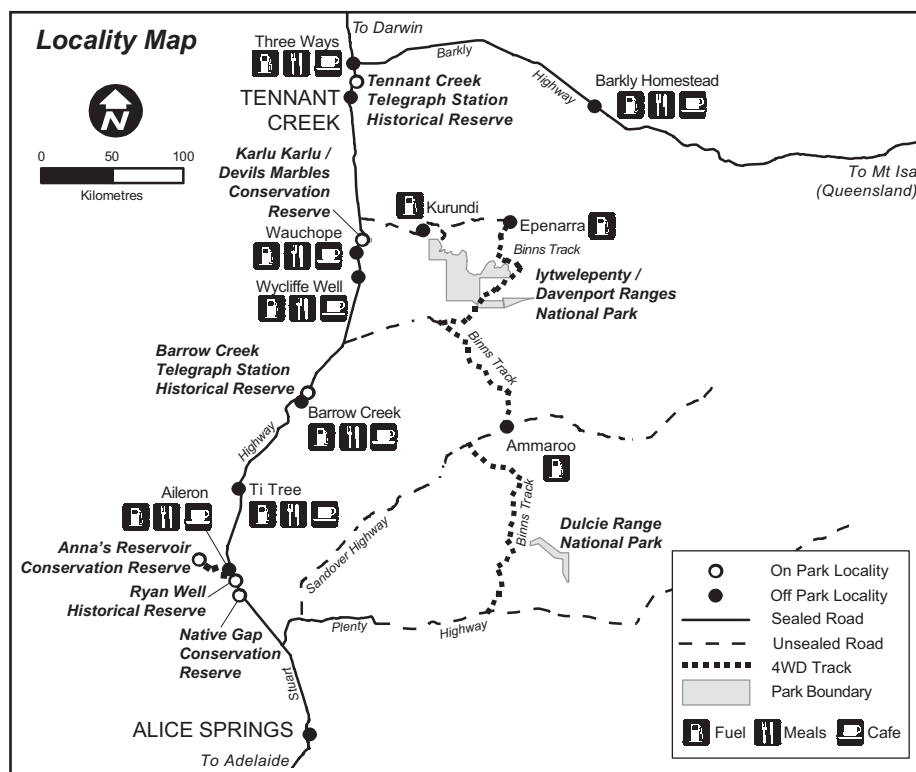 Locality Map
To Darwin
Three Ways
Barkly
Highway
Barkly Homestead
Tennant Creek
Telegraph Station
Historical Reserve
TENNANT
CREEK
N
0 50 100
Kilometres
To Mt Isa
(Queensland)
Karlu Karlu /
Devils Marbles
Conservation
Reserve
Kurundi
Epenarra
Wauchope
Binns Track
Wycliffe Well
Iytwelepenty /
Davenport Ranges
National Park
Barrow Creek
Telegraph Station
Historical Reserve
Binns Track
Barrow Creek
Highway
Ammaroo
Ti Tree
Aileron
Binns Track
Sandover Highway
Dulcie Range
National Park
Anna's Reservoir
Conservation Reserve
Ryan Well
Historical Reserve
Native Gap
Conservation
Reserve
Plenty
Highway
Stuart
ALICE SPRINGS
To Adelaide
On Park Locality
Off Park Locality
Sealed Road
Unsealed Road
4WD Track
Park Boundary
Fuel Meals Cafe